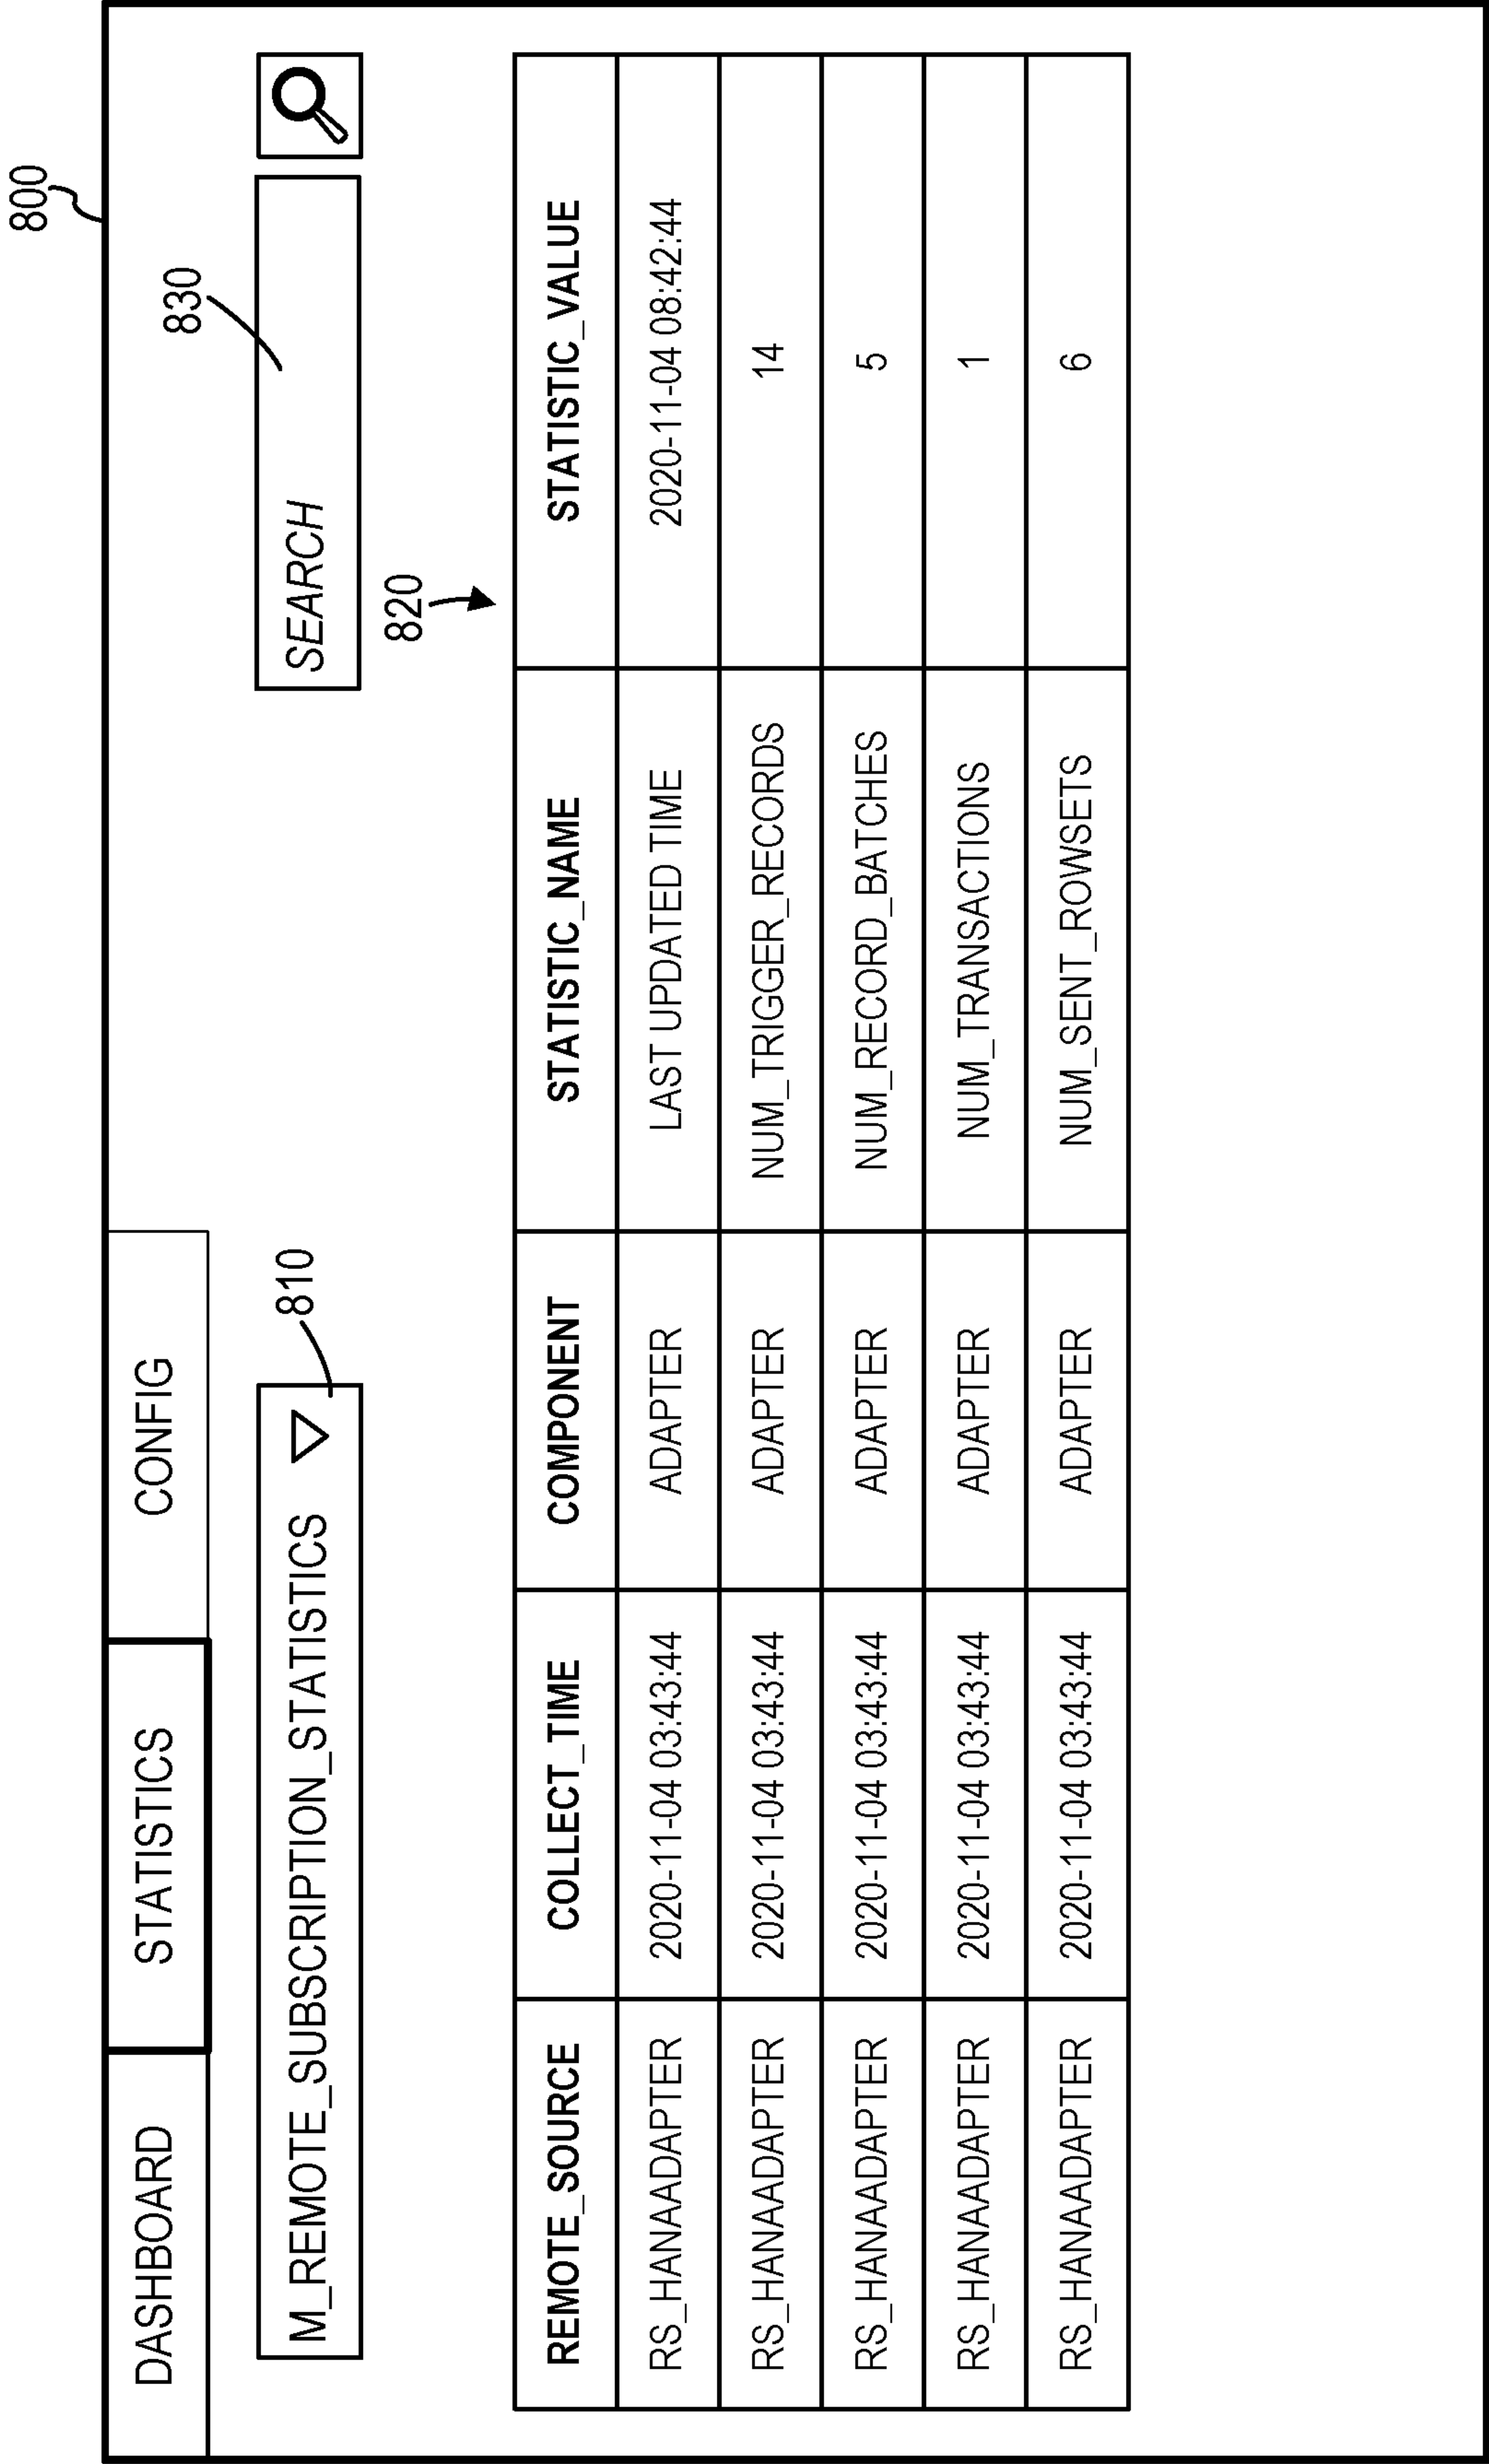 800
DASHBOARD STATISTICS CONFIG
830
M_REMOTE_SUBSCRIPTION_STATISTICS 810 SEARCH
820
REMOTE_SOURCE COLLECT_TIME COMPONENT STATISTIC_NAME STATISTIC_VALUE
RS_HANAADAPTER 2020-11-04 03:43:44 ADAPTER LAST UPDATED TIME 2020-11-04 08:42:44
RS_HANAADAPTER 2020-11-04 03:43:44 ADAPTER NUM_TRIGGER_RECORDS 14
RS_HANAADAPTER 2020-11-04 03:43:44 ADAPTER NUM_RECORD_BATCHES 5
RS_HANAADAPTER 2020-11-04 03:43:44 ADAPTER NUM_TRANSACTIONS 1
RS_HANAADAPTER 2020-11-04 03:43:44 ADAPTER NUM_SENT_ROWSETS 6